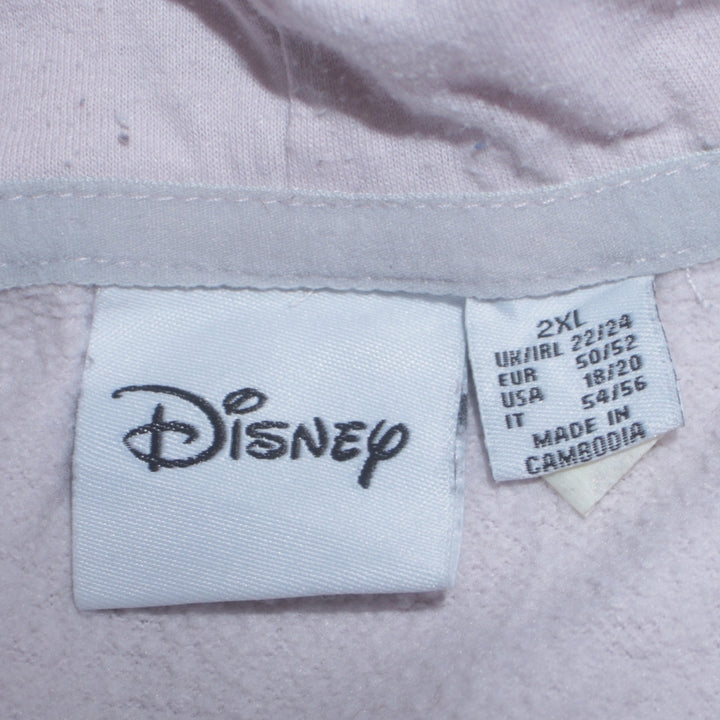 Disney
2XL
UK/IRL 22/24
EUR 50/52
USA 18/20
IT 54/56
MADE IN
CAMBODIA